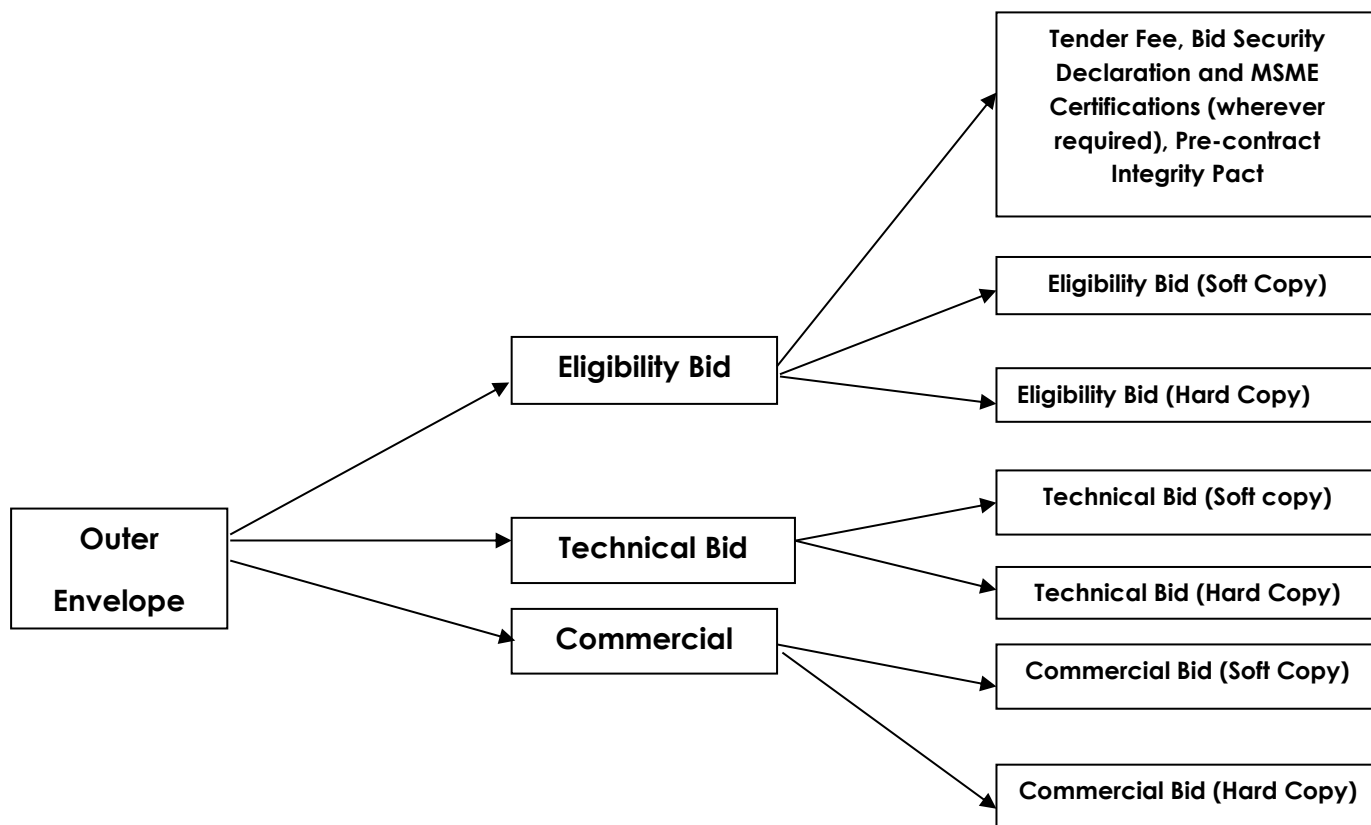 Tender Fee, Bid Security
Declaration and MSME
Certifications (wherever
required), Pre-contract
Integrity Pact
Eligibility Bid (Soft Copy)
Eligibility Bid
Eligibility Bid (Hard Copy)
Technical Bid (Soft copy)
Outer
Envelope
Technical Bid
Technical Bid (Hard Copy)
Commercial
Commercial Bid (Soft Copy)
Commercial Bid (Hard Copy)